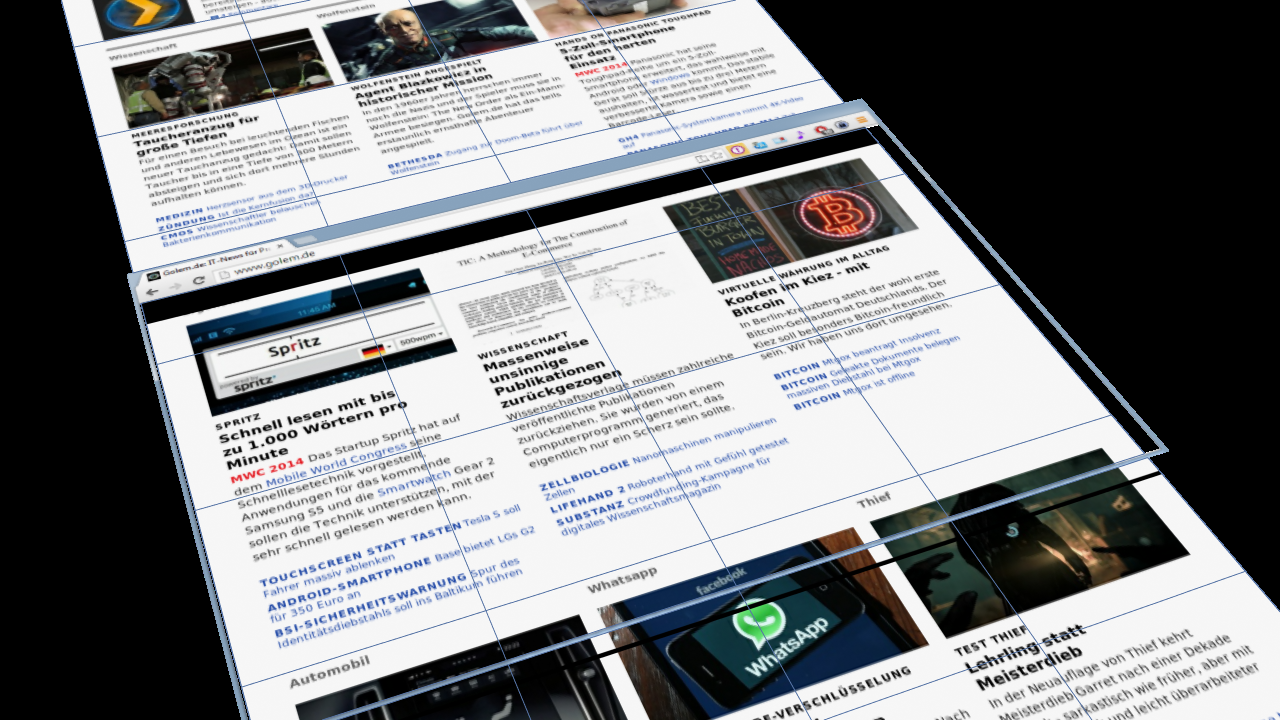 Wissenschaft
MEERESFORSCHUNG
Taucheranzug für
große Tiefen
Für einen Besuch bei leuchtenden Fischen
und anderen Lebewesen im Ozean ist ein
neuer Tauchanzug gedacht: Damit sollen
Taucher bis in eine Tiefe von 300 Metern
absteigen und sich dort mehrere Stunden
aufhalten können.
MEDIZIN Herzsensor aus dem 3D-Drucker
ZÜNDUNG Ist die Kernfusion da?
CMOS Wissenschaftler belauschen
Bakterienkommunikation
Wolfenstein
WOLFENSTEIN ANGESPIELT
Agent Blazkowicz in
historischer Mission
In den 1960er Jahren herrschen immer
noch die Nazis und der Spieler muss sie in
Wolfenstein: The New Order als Ein-Mann-
Armee besiegen. Golem.de hat das teils
erstaunlich ernsthafte Abenteuer
angespielt.
BETHESDA Zugang zur Doom-Beta führt über
Wolfenstein
HANDS ON PANASONIC TOUGHPAD
5-Zoll-Smartphone
für den harten
Einsatz
MWC 2014 Panasonic hat seine
Toughpad-Reihe um ein 5-Zoll-
Smartphone erweitert, das wahlweise mit
Android oder Windows kommt. Das stabile
Gerät soll Stürze aus bis zu drei Metern
aushalten, ist wasserfest und bietet eine
verbesserte Kamera sowie einen
GH4 Panasonic-Systemkamera nimmt 4K-Video
auf
Golem.de: IT-News für P
www.golem.de
11:45 AM
Spritz
500wpm
spritz
SPRITZ
Schnell lesen mit bis
zu 1.000 Wörtern pro
Minute
MWC 2014 Das Startup Spritz hat auf
dem Mobile World Congress seine
Schnelllesetechnik vorgestellt.
Anwendungen für das kommende
Samsung S5 und die Smartwatch Gear 2
sollen die Technik unterstützen, mit der
sehr schnell gelesen werden kann.
TOUCHSCREEN STATT TASTEN Tesla S soll
Fahrer massiv ablenken
ANDROID-SMARTPHONE Base bietet LGs G2
für 350 Euro an
BSI-SICHERHEITSWARNUNG Spur des
Identitätsdiebstahls soll ins Baltikum führen
TIC: A Methodology for The Construction of
E-Commerce
WISSENSCHAFT
Massenweise
unsinnige
Publikationen
zurückgezogen
Wissenschaftsverlage müssen zahlreiche
veröffentlichte Publikationen
zurückziehen. Sie wurden von einem
Computerprogramm generiert, das
eigentlich nur ein Scherz sein sollte.
ZELLBIOLOGIE Nanomaschinen manipulieren
Zellen
LIFEHAND 2 Roboterhand mit Gefühl getestet
SUBSTANZ Crowdfunding-Kampagne für
digitales Wissenschaftsmagazin
BEST
BURGER
IN TOWN
NACHOS
B
VIRTUELLE WÄHRUNG IM ALLTAG
Koofen im Kiez - mit
Bitcoin
In Berlin-Kreuzberg steht der wohl erste
Bitcoin-Geldautomat Deutschlands. Der
Kiez soll besonders Bitcoin-freundlich
sein. Wir haben uns dort umgesehen.
BITCOIN Mtgox beantragt Insolvenz
BITCOIN Geleakte Dokumente belegen
massiven Diebstahl bei Mtgox
BITCOIN Mtgox ist offline
Automobil
Whatsapp
facebook
WhatsApp
DE-VERSCHLÜSSELUNG
Nach
Thief
TEST THIEF
Lehrling statt
Meisterdieb
In der Neuauflage von Thief kehrt
Meisterdieb Garret nach einer Dekade
sarkastisch wie früher, aber mit
und leicht überarbeiteter